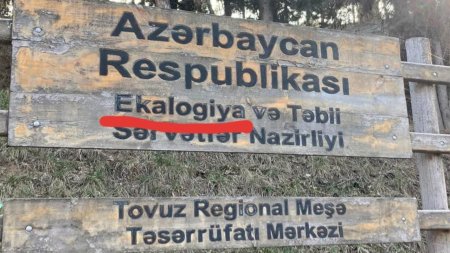 Azərbaycan
Respublikası
Ekalogiya və Təbii
Sərvətlər Nazirliyi
Tovuz Regional Meşə
Təsərrüfatı Mərkəzi